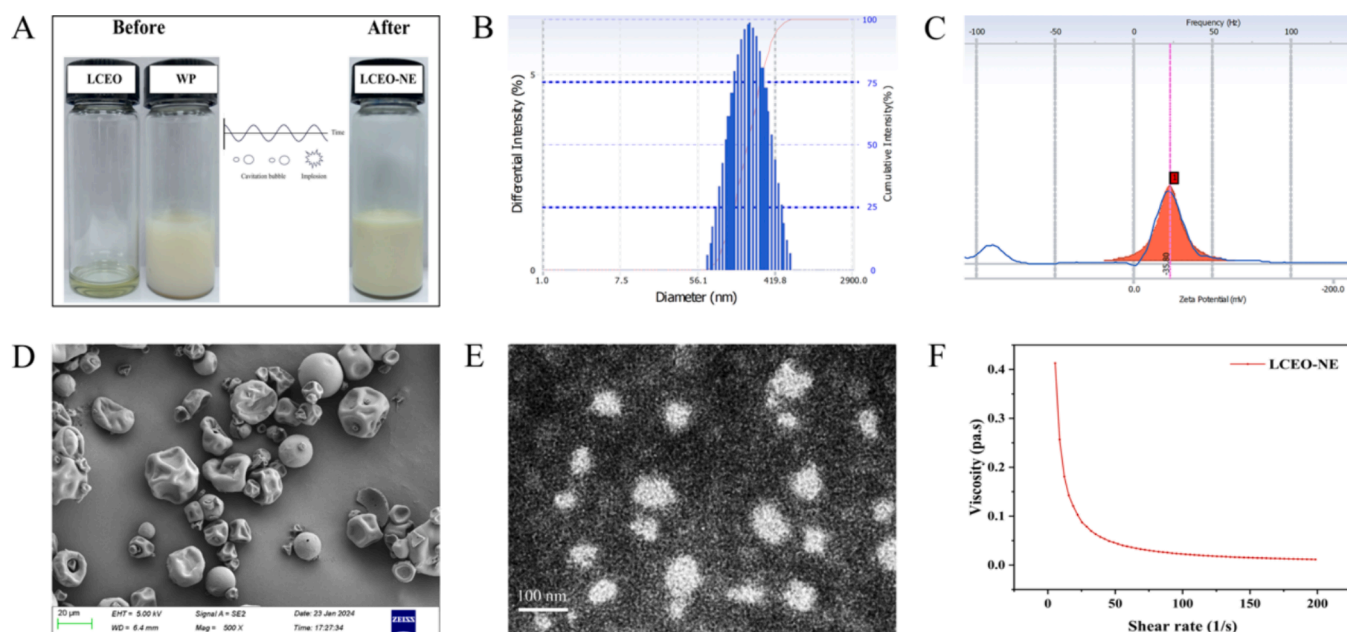 A
Before
After
LCEO
WP
LCEO-NE
Time
Cavitation bubble
Implosion
B
Differential Intensity (%)
5
0
100
75
50
25
0
Cumulative Intensity(%)
1.0
7.5
56.1
419.8
2900.0
Diameter (nm)
C
Frequency (Hz)
-100
-50
0
50
100
-35.80
0.0
-200.0
Zeta Potential (mV)
D
20 μm
EHT = 5.00 kV
Signal A = SE2
Date: 23 Jan 2024
WD = 6.4 mm
Mag = 500 X
Time: 17:27:34
ZEISS
E
100 nm
F
LCEO-NE
Viscosity (pa.s)
0.4
0.3
0.2
0.1
0.0
0
50
100
150
200
Shear rate (1/s)